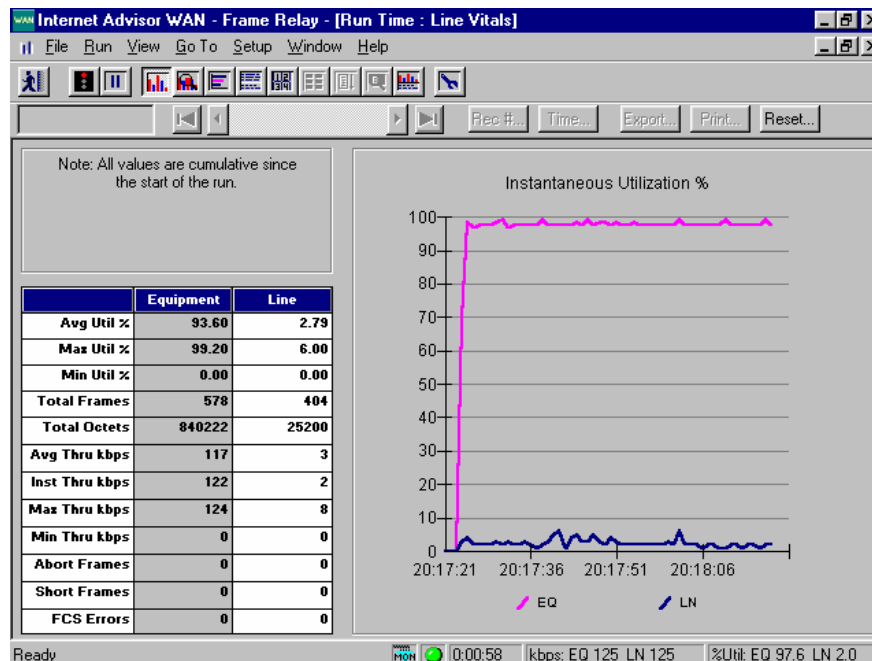 WAN Internet Advisor WAN - Frame Relay - [Run Time : Line Vitals]
File Run View Go To Setup Window Help
Rec #... Time... Export... Print... Reset...
Note: All values are cumulative since
the start of the run.
Equipment Line
Avg Util % 93.60 2.79
Max Util % 99.20 6.00
Min Util % 0.00 0.00
Total Frames 578 404
Total Octets 840222 25200
Avg Thru kbps 117 3
Inst Thru kbps 122 2
Max Thru kbps 124 8
Min Thru kbps 0 0
Abort Frames 0 0
Short Frames 0 0
FCS Errors 0 0
Instantaneous Utilization %
100
90
80
70
60
50
40
30
20
10
0
20:17:21 20:17:36 20:17:51 20:18:06
EQ LN
Ready MON 0:00:58 kbps: EQ 125 LN 125 %Util: EQ 97.6 LN 2.0